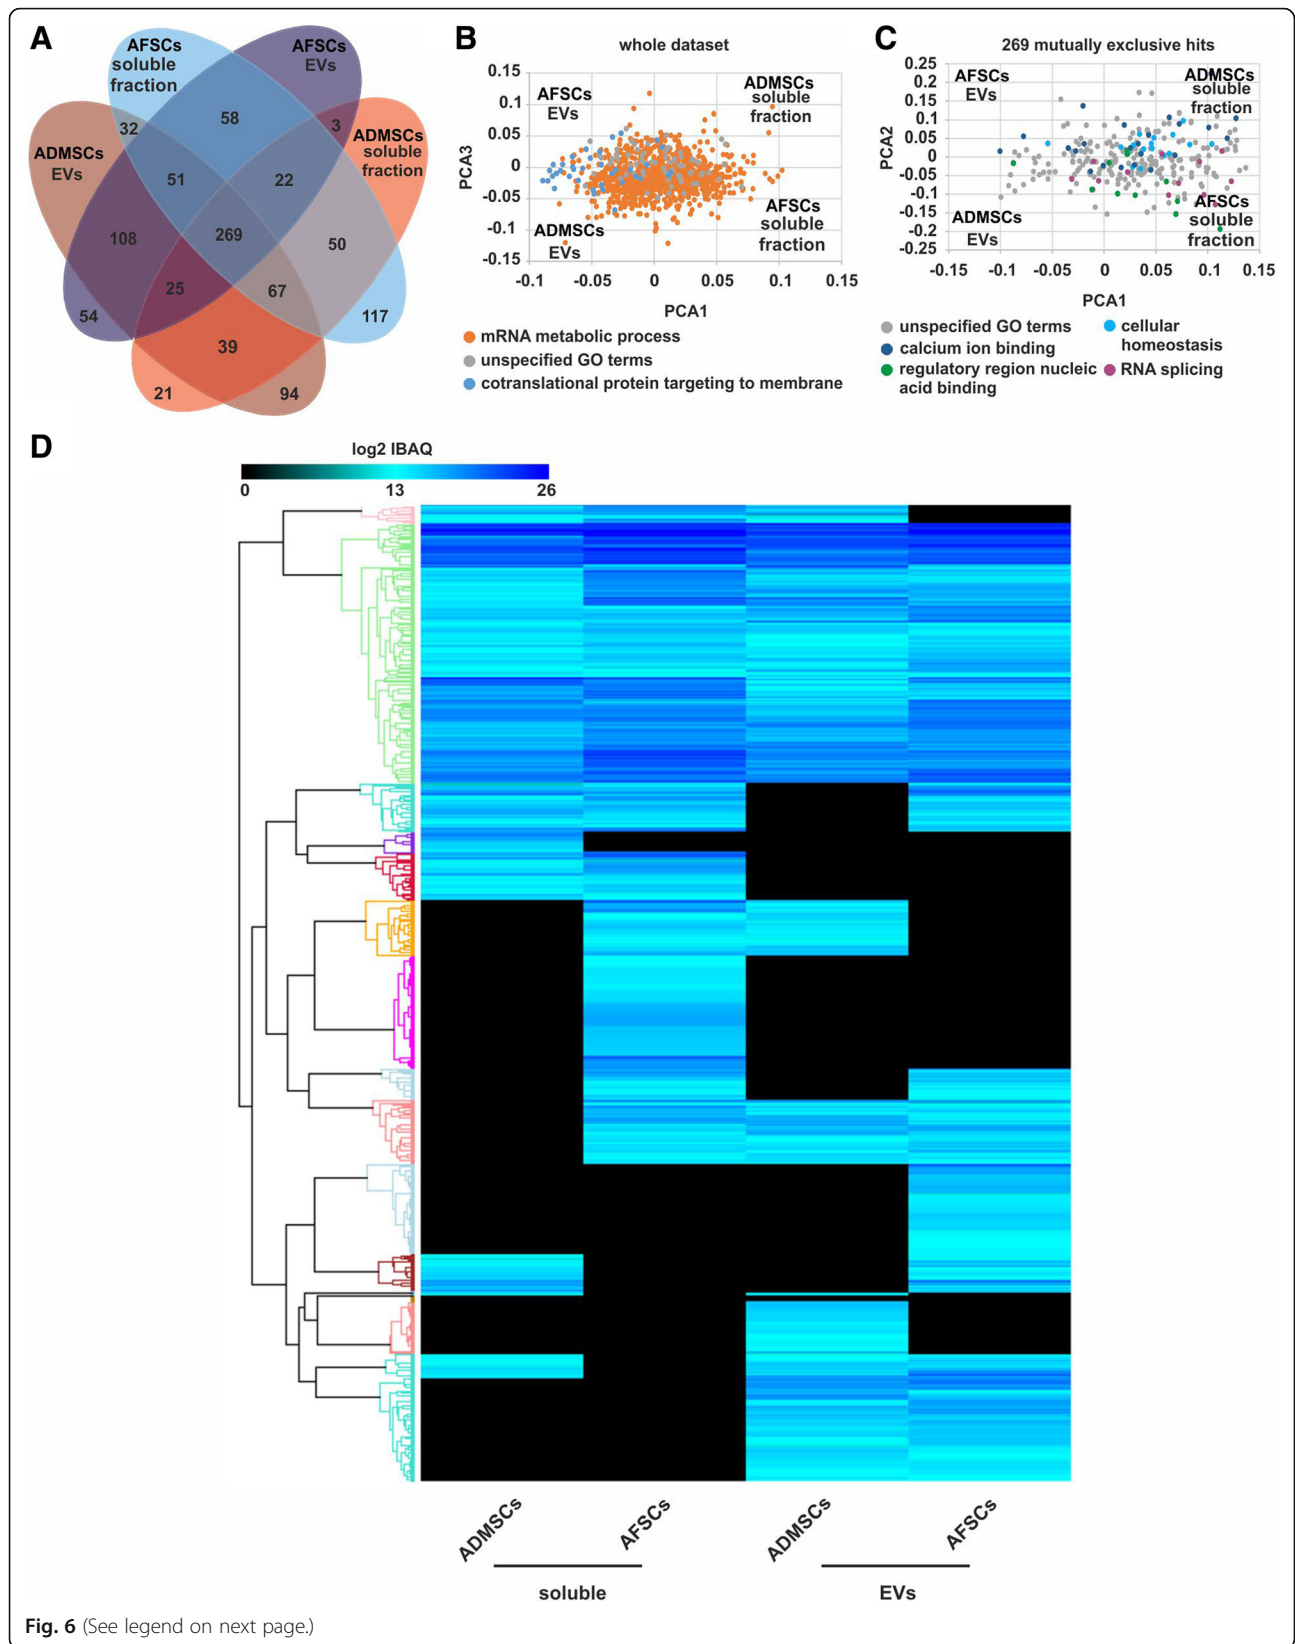 A
AFSCs
soluble
fraction
AFSCs
EVs
ADMSCs
EVs
ADMSCs
soluble
fraction
32
58
3
51
22
108
269
50
25
67
54
117
39
21
94
B
whole dataset
PCA3
0.15
0.1
0.05
0
-0.05
-0.1
-0.15
AFSCs
EVs
ADMSCs
soluble
fraction
ADMSCs
EVs
AFSCs
soluble
fraction
-0.1
-0.05
0
0.05
0.1
0.15
PCA1
mRNA metabolic process
unspecified GO terms
cotranslational protein targeting to membrane
C
269 mutually exclusive hits
PCA2
0.25
0.2
0.15
0.1
0.05
0
-0.05
-0.1
-0.15
-0.2
-0.25
AFSCs
EVs
ADMSCs
soluble
fraction
ADMSCs
EVs
AFSCs
soluble
fraction
-0.15
-0.1
-0.05
0
0.05
0.1
0.15
PCA1
unspecified GO terms
calcium ion binding
regulatory region nucleic
acid binding
cellular
homeostasis
RNA splicing
D
log2 IBAQ
0
13
26
ADMSCs
AFSCs
ADMSCs
AFSCs
soluble
EVs
Fig. 6 (See legend on next page.)